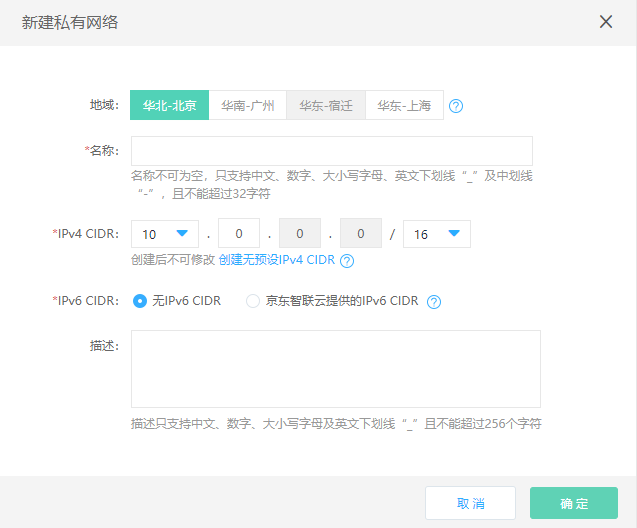 新建私有网络
地域： 华北-北京 华南-广州 华东-宿迁 华东-上海
*名称：
名称不可为空，只支持中文、数字、大小写字母、英文下划线“_”及中划线
“-”，且不能超过32字符
*IPv4 CIDR： 10 . 0 . 0 . 0 / 16
创建后不可修改 创建无预设IPv4 CIDR
*IPv6 CIDR： 无IPv6 CIDR 京东智联云提供的IPv6 CIDR
描述：
描述只支持中文、数字、大小写字母及英文下划线“_”且不能超过256个字符
取消 确定